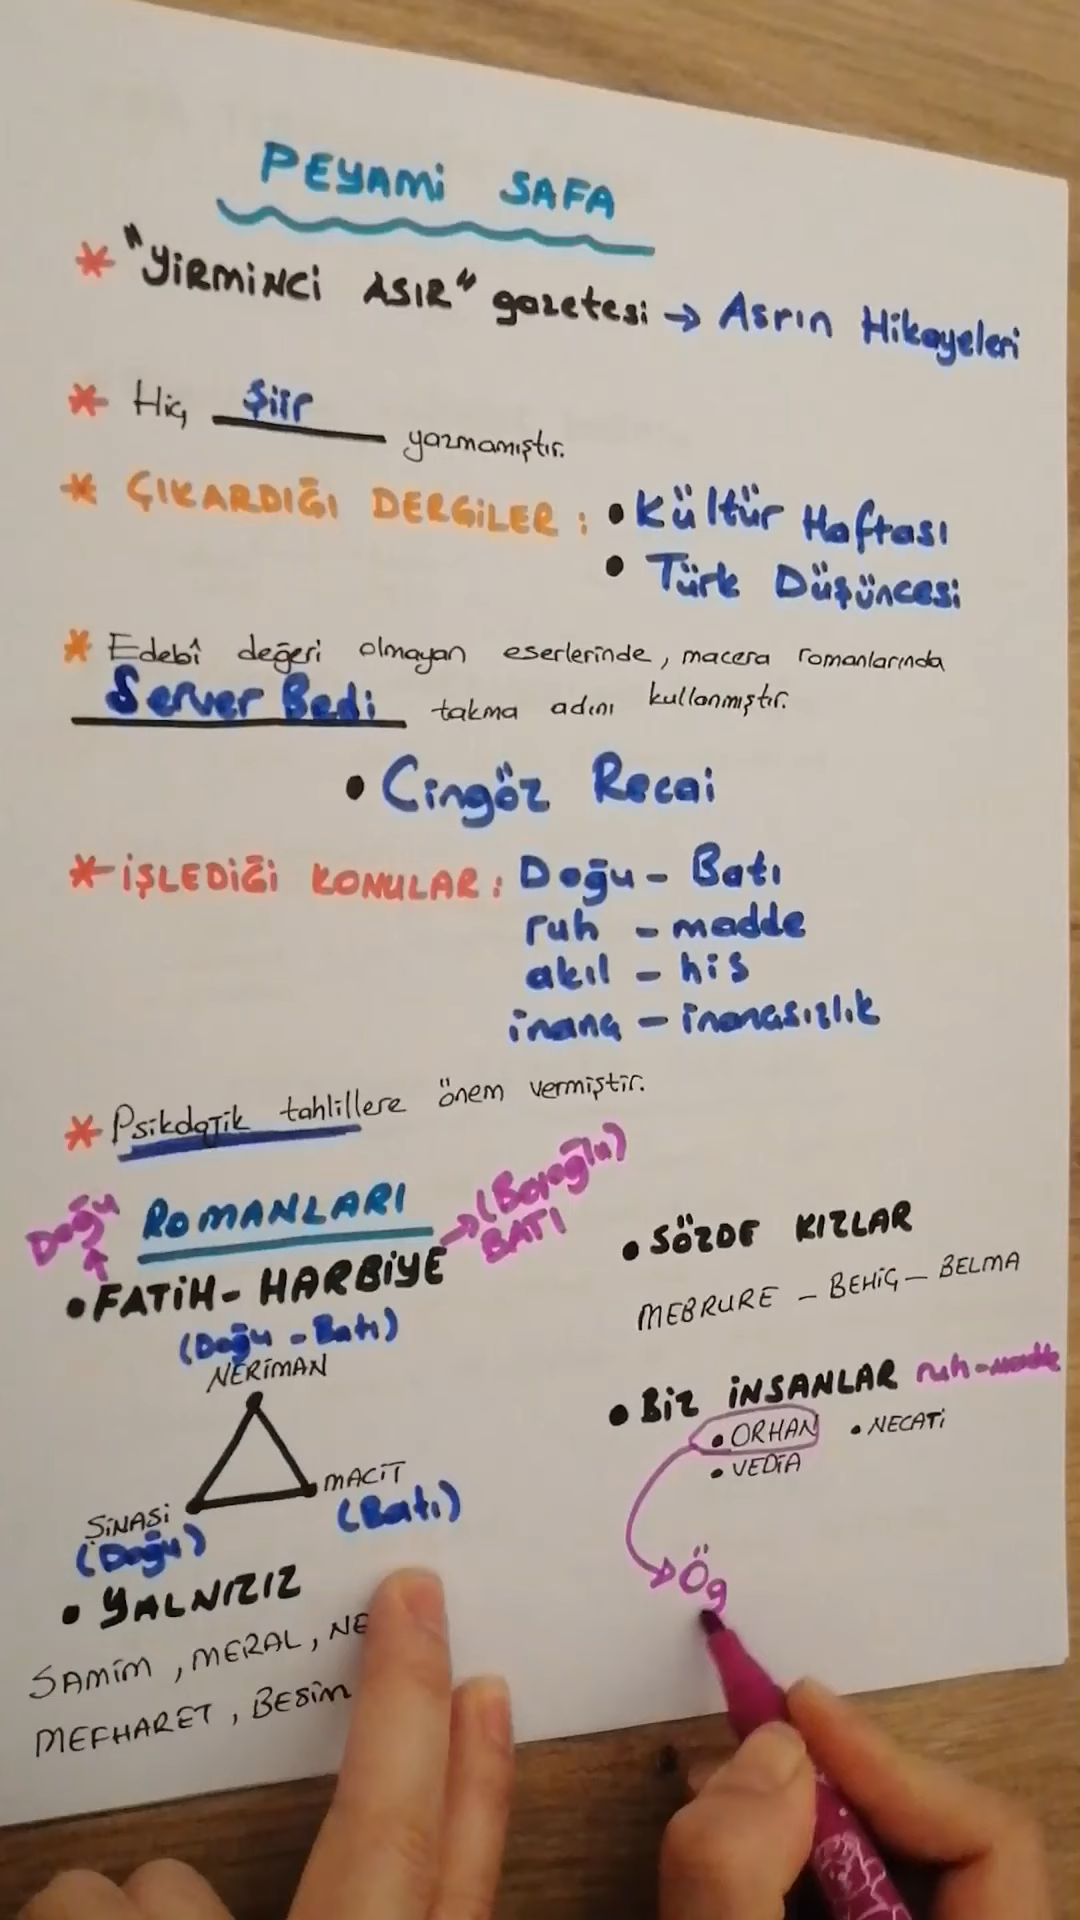 PEYAMİ SAFA
* "YİRMİNCİ ASIR" gazetesi → Asrın Hikayeleri
* Hiç şiir yazmamıştır.
* ÇIKARDIĞI DERGİLER : • Kültür Haftası
• Türk Düşüncesi
* Edebî değeri olmayan eserlerinde, macera romanlarında
Server Bedi takma adını kullanmıştır.
• Cingöz Recai
* İŞLEDİĞİ KONULAR : Doğu - Batı
ruh - madde
akıl - his
inanç - inançsızlık
* Psikolojik tahlillere önem vermiştir.
ROMANLARI
Doğu
→ (Beyoğlu)
BATI
• FATİH - HARBİYE
(Doğu - Batı)
NERİMAN
MACİT
(Batı)
ŞİNASİ
(Doğu)
• YALNIZIZ
SAMİM , MERAL , NE
MEFHARET , BESİM
• SÖZDE KIZLAR
MEBRURE - BEHİÇ - BELMA
• BİZ İNSANLAR ruh-madde
• ORHAN • NECATİ
• VEDİA
→ Ög